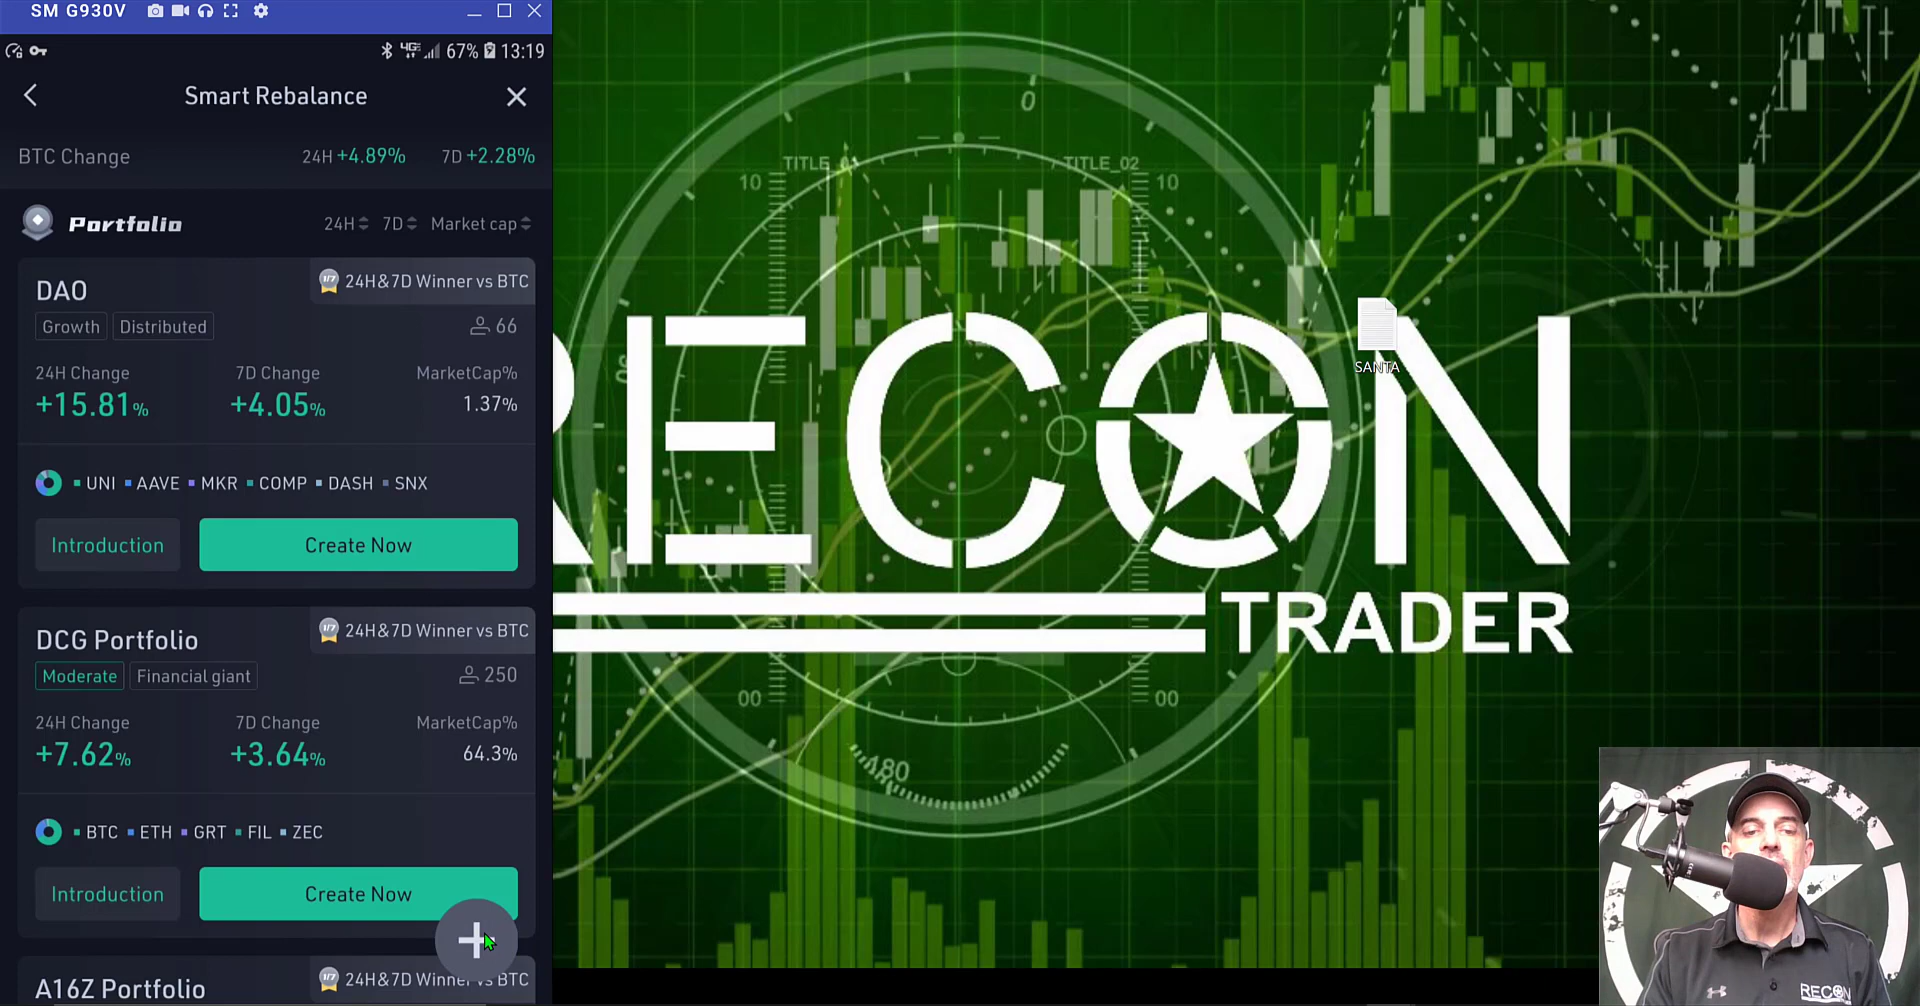 SM G930V
67% 13:19
Smart Rebalance
BTC Change 24H +4.89% 7D +2.28%
Portfolio 24H 7D Market cap
DAO 24H&7D Winner vs BTC
Growth Distributed 66
24H Change 7D Change MarketCap%
+15.81% +4.05% 1.37%
UNI AAVE MKR COMP DASH SNX
Introduction Create Now
DCG Portfolio 24H&7D Winner vs BTC
Moderate Financial giant 250
24H Change 7D Change MarketCap%
+7.62% +3.64% 64.3%
BTC ETH GRT FIL ZEC
Introduction Create Now
A16Z Portfolio 24H&7D Winner vs BTC
0
TITLE_01 TITLE_02
10 10
RECON
SANTA
TRADER
00 00
480
RECON